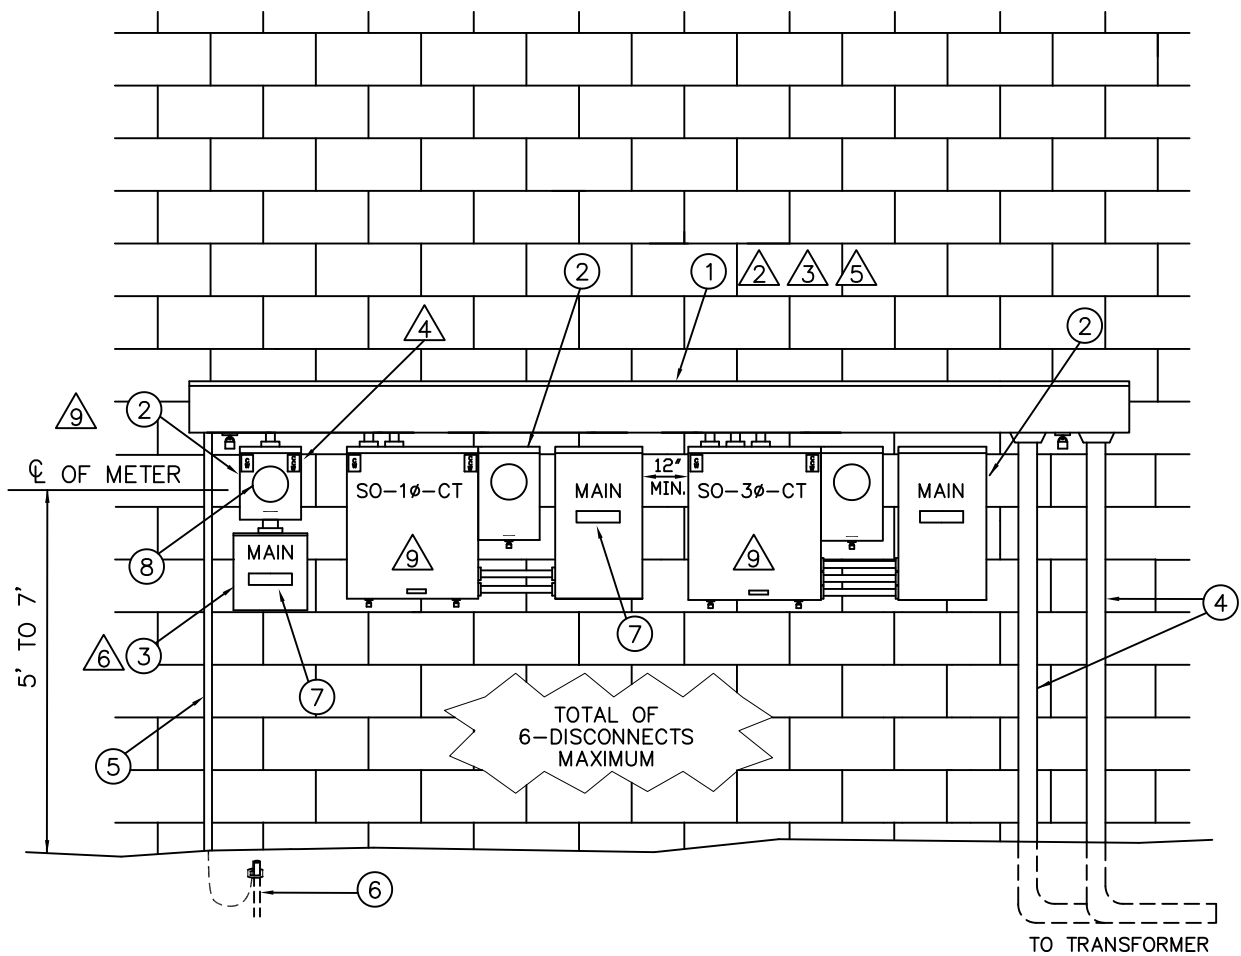 2
1
2
3
5
4
2
9
2
℄ OF METER
12"
MIN.
SO-1ø-CT
MAIN
SO-3ø-CT
MAIN
MAIN
9
9
8
5' TO 7'
4
7
6
3
7
TOTAL OF
6-DISCONNECTS
MAXIMUM
5
6
TO TRANSFORMER